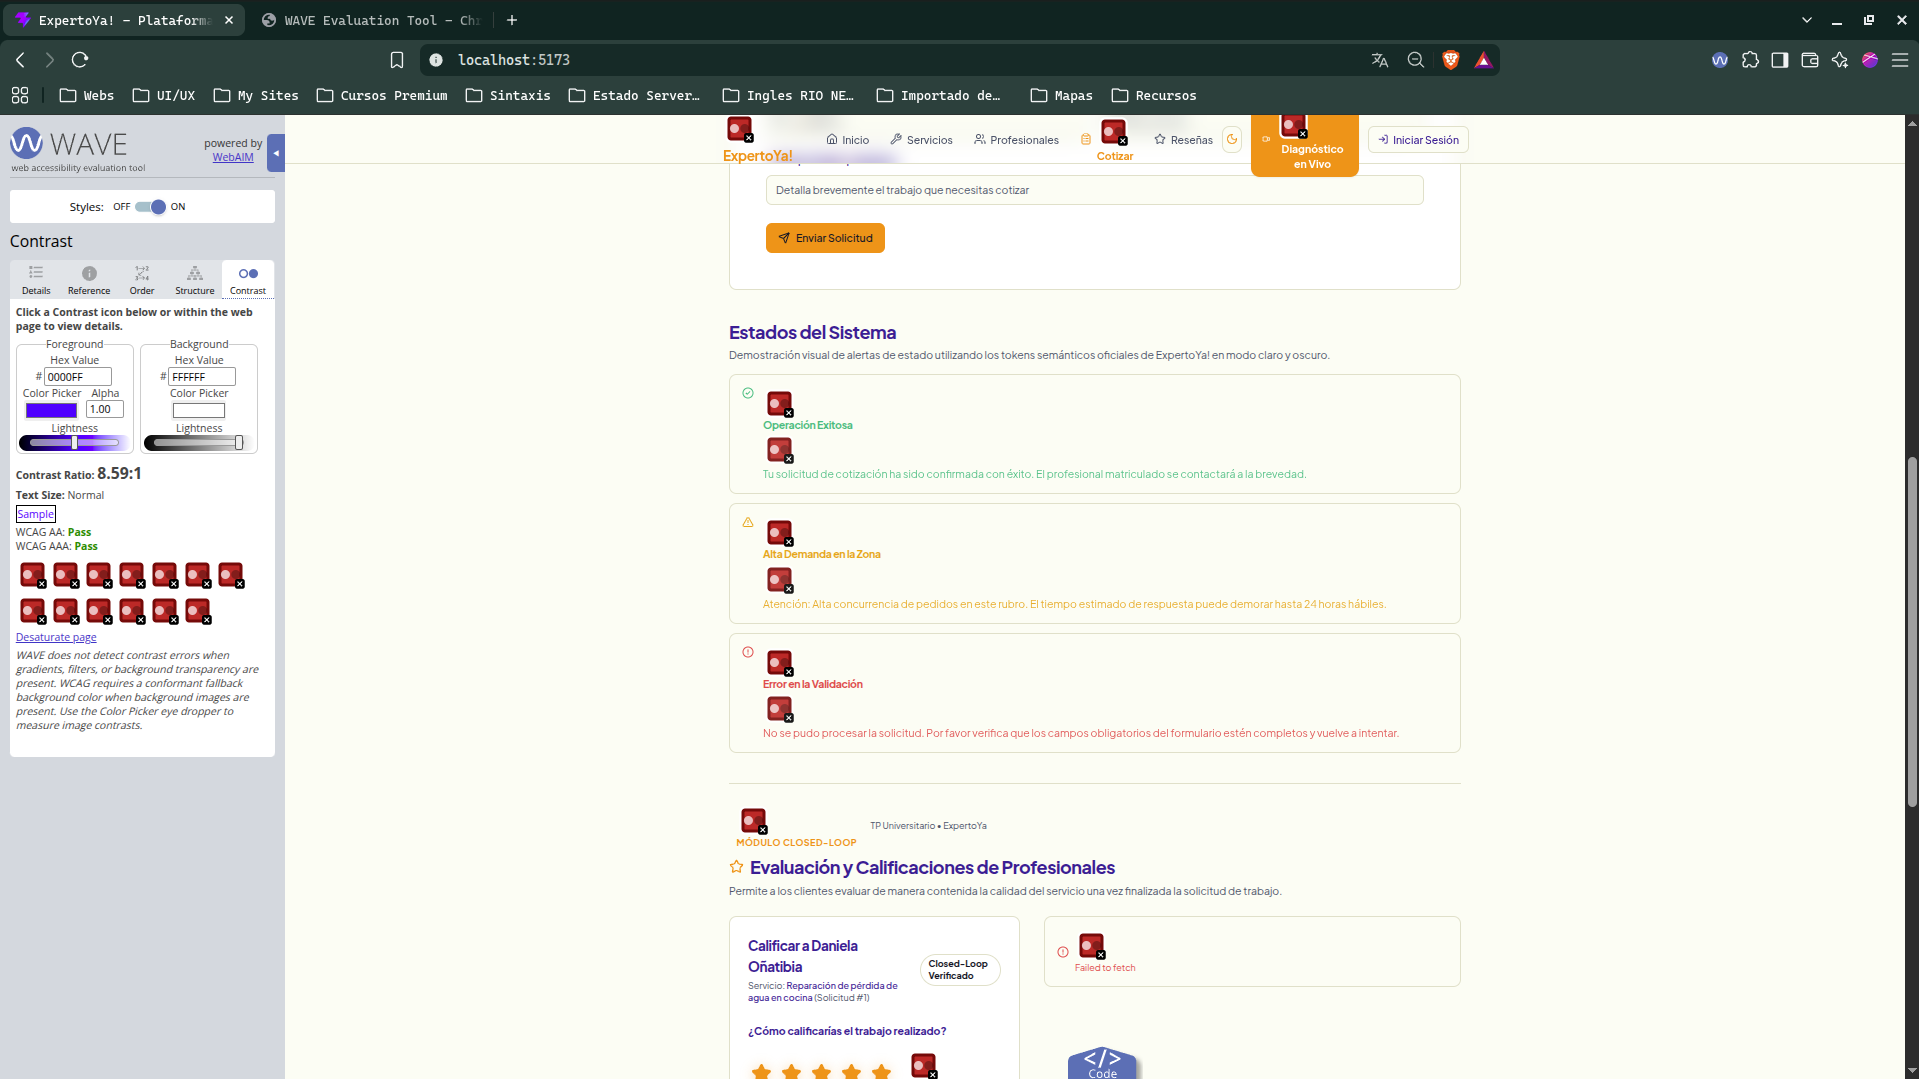 ExpertoYa! – Plataforma
WAVE Evaluation Tool – Chr
localhost:5173
Webs
UI/UX
My Sites
Cursos Premium
Sintaxis
Estado Server…
Ingles RIO NE…
Importado de…
Mapas
Recursos
WAVE
web accessibility evaluation tool
powered by
WebAIM
Styles: OFF ON
Contrast
Details
Reference
Order
Structure
Contrast
Click a Contrast icon below or within the web
page to view details.
Foreground
Hex Value
# 0000FF
Color Picker Alpha
1.00
Lightness
Background
Hex Value
# FFFFFF
Color Picker
Lightness
Contrast Ratio: 8.59:1
Text Size: Normal
Sample
WCAG AA: Pass
WCAG AAA: Pass
Desaturate page
WAVE does not detect contrast errors when
gradients, filters, or background transparency are
present. WCAG requires a conformant fallback
background color when background images are
present. Use the Color Picker eye dropper to
measure image contrasts.
ExpertoYa!
Inicio
Servicios
Profesionales
Cotizar
Reseñas
Diagnóstico
en Vivo
Iniciar Sesión
Detalla brevemente el trabajo que necesitas cotizar
Enviar Solicitud
Estados del Sistema
Demostración visual de alertas de estado utilizando los tokens semánticos oficiales de ExpertoYa! en modo claro y oscuro.
Operación Exitosa
Tu solicitud de cotización ha sido confirmada con éxito. El profesional matriculado se contactará a la brevedad.
Alta Demanda en la Zona
Atención: Alta concurrencia de pedidos en este rubro. El tiempo estimado de respuesta puede demorar hasta 24 horas hábiles.
Error en la Validación
No se pudo procesar la solicitud. Por favor verifica que los campos obligatorios del formulario estén completos y vuelve a intentar.
MÓDULO CLOSED-LOOP
TP Universitario • ExpertoYa
Evaluación y Calificaciones de Profesionales
Permite a los clientes evaluar de manera contenida la calidad del servicio una vez finalizada la solicitud de trabajo.
Calificar a Daniela
Oñatibia
Closed-Loop
Verificado
Servicio: Reparación de pérdida de
agua en cocina (Solicitud #1)
¿Cómo calificarías el trabajo realizado?
Failed to fetch
</>
Code